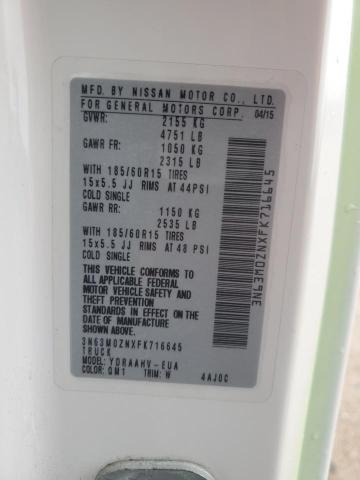 MFD. BY NISSAN MOTOR CO., LTD.
FOR GENERAL MOTORS CORP. 04/15
GVWR: 2155 KG
4751 LB
GAWR FR: 1050 KG
2315 LB
WITH 185/60R15 TIRES
15x5.5 JJ RIMS AT 44PSI
COLD SINGLE
GAWR RR: 1150 KG
2535 LB
WITH 185/60R15 TIRES
15x5.5 JJ RIMS AT 48 PSI
COLD SINGLE
THIS VEHICLE CONFORMS TO
ALL APPLICABLE FEDERAL
MOTOR VEHICLE SAFETY AND
THEFT PREVENTION
STANDARDS IN EFFECT ON
THE DATE OF MANUFACTURE
SHOWN ABOVE.
3N63M0ZNXFK716645
TRUCK
MODEL: YDRAAHV-EUA
COLOR: QM1 TRIM: W 4AJ0C
3N63M0ZNXFK716645